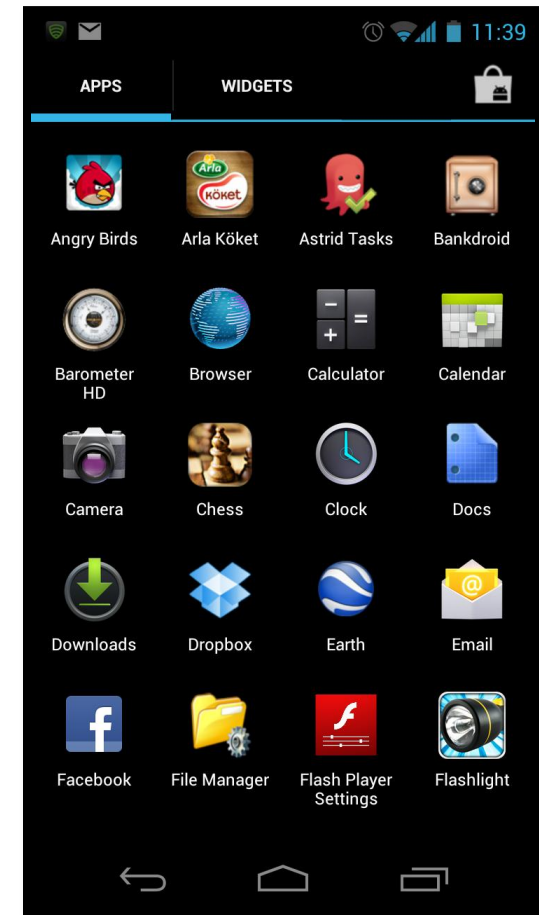 11:39
APPS WIDGETS
Arla
KÖKET
Angry Birds Arla Köket Astrid Tasks Bankdroid
Barometer HD Browser Calculator Calendar
Camera Chess Clock Docs
@
Downloads Dropbox Earth Email
f
Facebook File Manager Flash Player Settings Flashlight